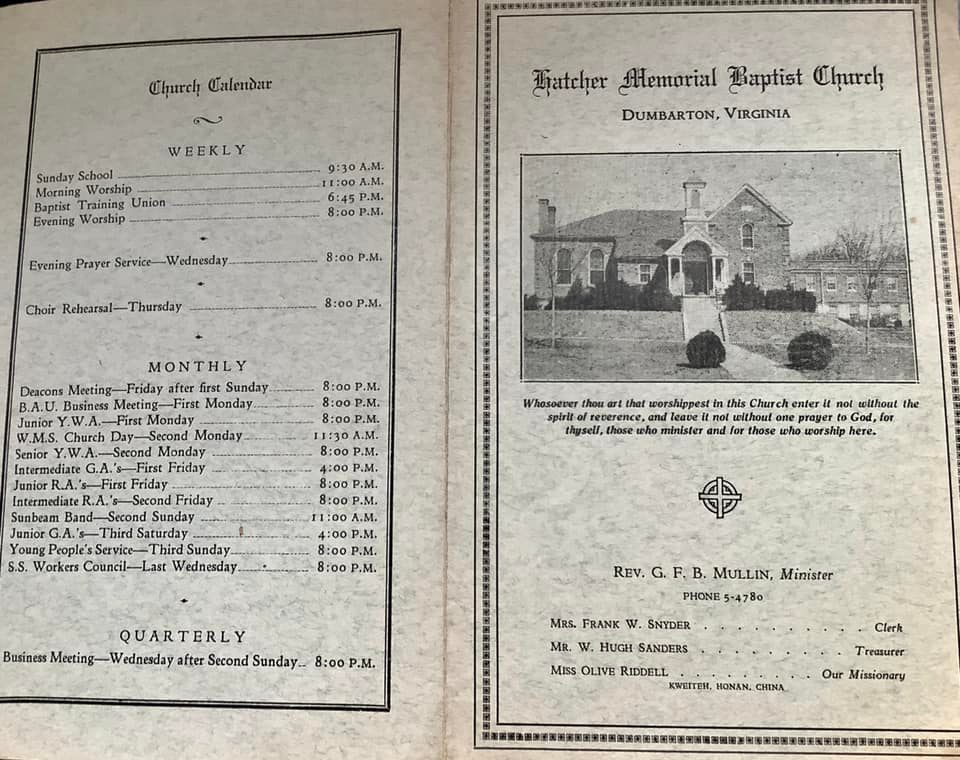 Church Calendar
WEEKLY
Sunday School 9:30 A.M.
Morning Worship 11:00 A.M.
Baptist Training Union 6:45 P.M.
Evening Worship 8:00 P.M.
Evening Prayer Service—Wednesday 8:00 P.M.
Choir Rehearsal—Thursday 8:00 P.M.
MONTHLY
Deacons Meeting—Friday after first Sunday 8:00 P.M.
B.A.U. Business Meeting—First Monday 8:00 P.M.
Junior Y.W.A.—First Monday 8:00 P.M.
W.M.S. Church Day—Second Monday 11:30 A.M.
Senior Y.W.A.—Second Monday 8:00 P.M.
Intermediate G.A.'s—First Friday 4:00 P.M.
Junior R.A.'s—First Friday 8:00 P.M.
Intermediate R.A.'s—Second Friday 8:00 P.M.
Sunbeam Band—Second Sunday 11:00 A.M.
Junior G.A.'s—Third Saturday 4:00 P.M.
Young People's Service—Third Sunday 8:00 P.M.
S.S. Workers Council—Last Wednesday 8:00 P.M.
QUARTERLY
Business Meeting—Wednesday after Second Sunday 8:00 P.M.
Hatcher Memorial Baptist Church
DUMBARTON, VIRGINIA
Whosoever thou art that worshippest in this Church enter it not without the
spirit of reverence, and leave it not without one prayer to God, for
thyself, those who minister and for those who worship here.
REV. G. F. B. MULLIN, Minister
PHONE 5-4780
MRS. FRANK W. SNYDER . . . . . . . . . . Clerk
MR. W. HUGH SANDERS . . . . . . . . . Treasurer
MISS OLIVE RIDDELL . . . . . . . . Our Missionary
KWEITEH, HONAN, CHINA